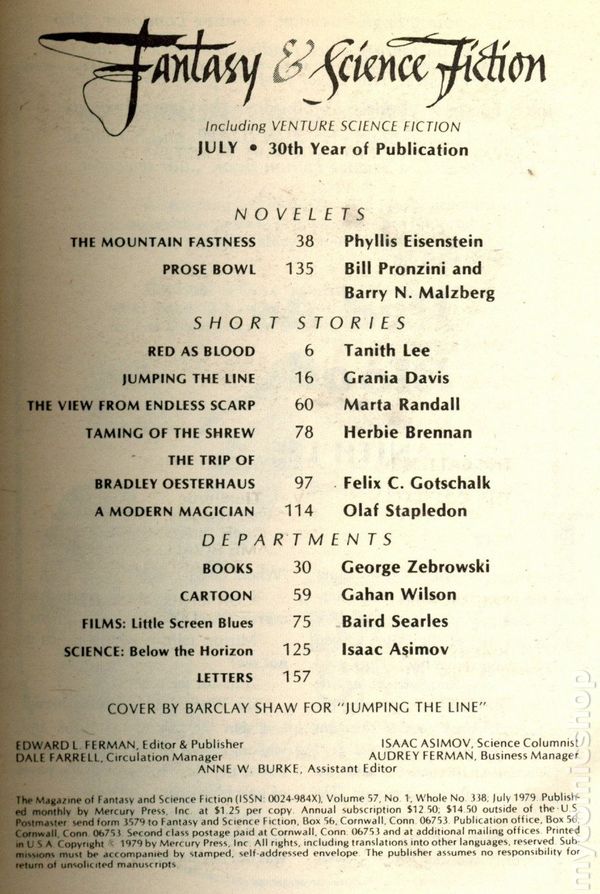 Fantasy & Science Fiction
Including VENTURE SCIENCE FICTION
JULY • 30th Year of Publication
NOVELETS
THE MOUNTAIN FASTNESS 38 Phyllis Eisenstein
PROSE BOWL 135 Bill Pronzini and
Barry N. Malzberg
SHORT STORIES
RED AS BLOOD 6 Tanith Lee
JUMPING THE LINE 16 Grania Davis
THE VIEW FROM ENDLESS SCARP 60 Marta Randall
TAMING OF THE SHREW 78 Herbie Brennan
THE TRIP OF
BRADLEY OESTERHAUS 97 Felix C. Gotschalk
A MODERN MAGICIAN 114 Olaf Stapledon
DEPARTMENTS
BOOKS 30 George Zebrowski
CARTOON 59 Gahan Wilson
FILMS: Little Screen Blues 75 Baird Searles
SCIENCE: Below the Horizon 125 Isaac Asimov
LETTERS 157
COVER BY BARCLAY SHAW FOR "JUMPING THE LINE"
EDWARD L. FERMAN, Editor & Publisher ISAAC ASIMOV, Science Columnist
DALE FARRELL, Circulation Manager AUDREY FERMAN, Business Manager
ANNE W. BURKE, Assistant Editor
The Magazine of Fantasy and Science Fiction (ISSN: 0024-984X), Volume 57, No. 1, Whole No. 338, July 1979. Publish-
ed monthly by Mercury Press, Inc. at $1.25 per copy. Annual subscription $12.50; $14.50 outside of the U.S.
Postmaster send form 3579 to Fantasy and Science Fiction, Box 56, Cornwall, Conn. 06753. Publication office, Box 56,
Cornwall, Conn. 06753. Second class postage paid at Cornwall, Conn. 06753 and at additional mailing offices. Printed
in U.S.A. Copyright © 1979 by Mercury Press, Inc. All rights, including translations into other languages, reserved. Sub-
missions must be accompanied by stamped, self-addressed envelope. The publisher assumes no responsibility for
return of unsolicited manuscripts.
mycomicshop